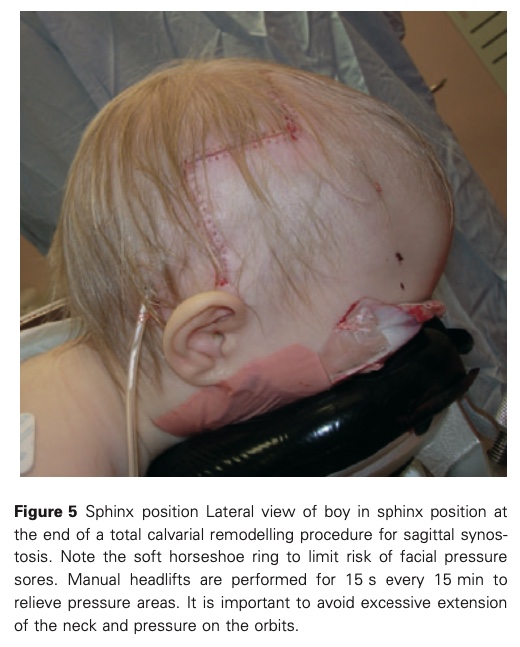 Figure 5 Sphinx position Lateral view of boy in sphinx position at
the end of a total calvarial remodelling procedure for sagittal synos-
tosis. Note the soft horseshoe ring to limit risk of facial pressure
sores. Manual headlifts are performed for 15 s every 15 min to
relieve pressure areas. It is important to avoid excessive extension
of the neck and pressure on the orbits.